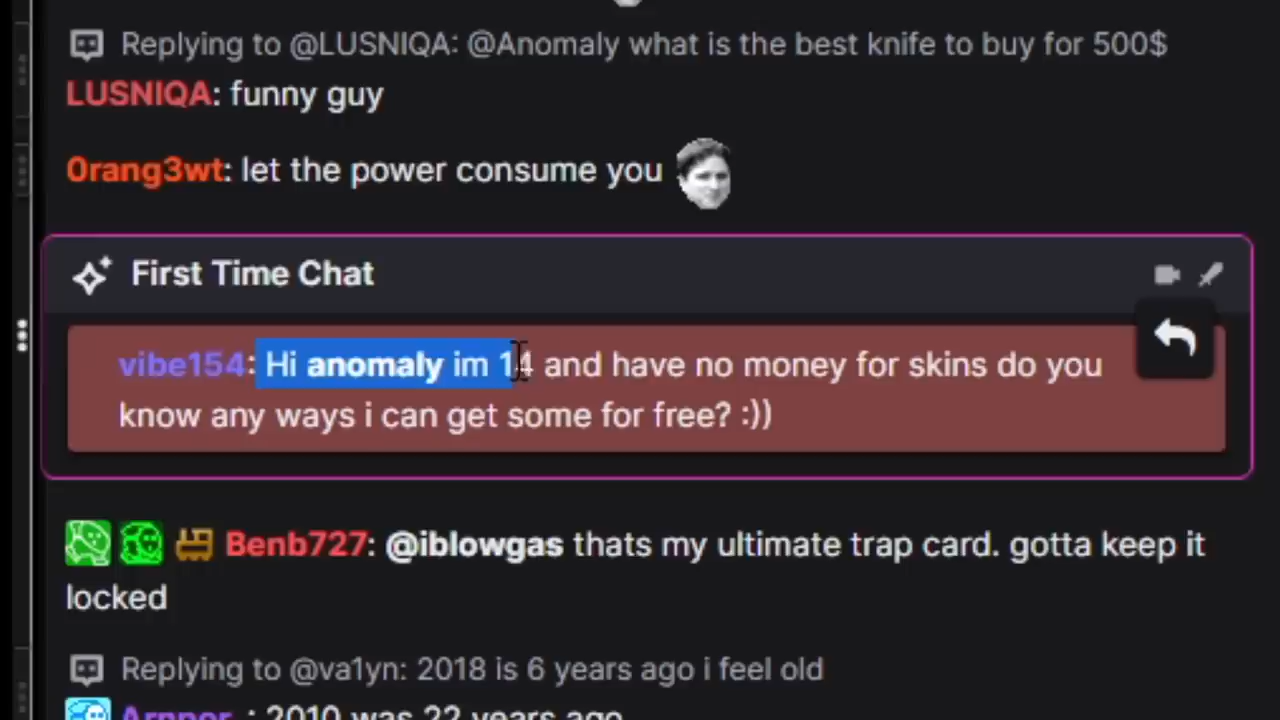 Replying to @LUSNIQA: @Anomaly what is the best knife to buy for 500$
LUSNIQA: funny guy
0rang3wt: let the power consume you
First Time Chat
vibe154: Hi anomaly im 14 and have no money for skins do you
know any ways i can get some for free? :))
Benb727: @iblowgas thats my ultimate trap card. gotta keep it
locked
Replying to @va1yn: 2018 is 6 years ago i feel old
Arnnor_: 2010 was 22 years ago